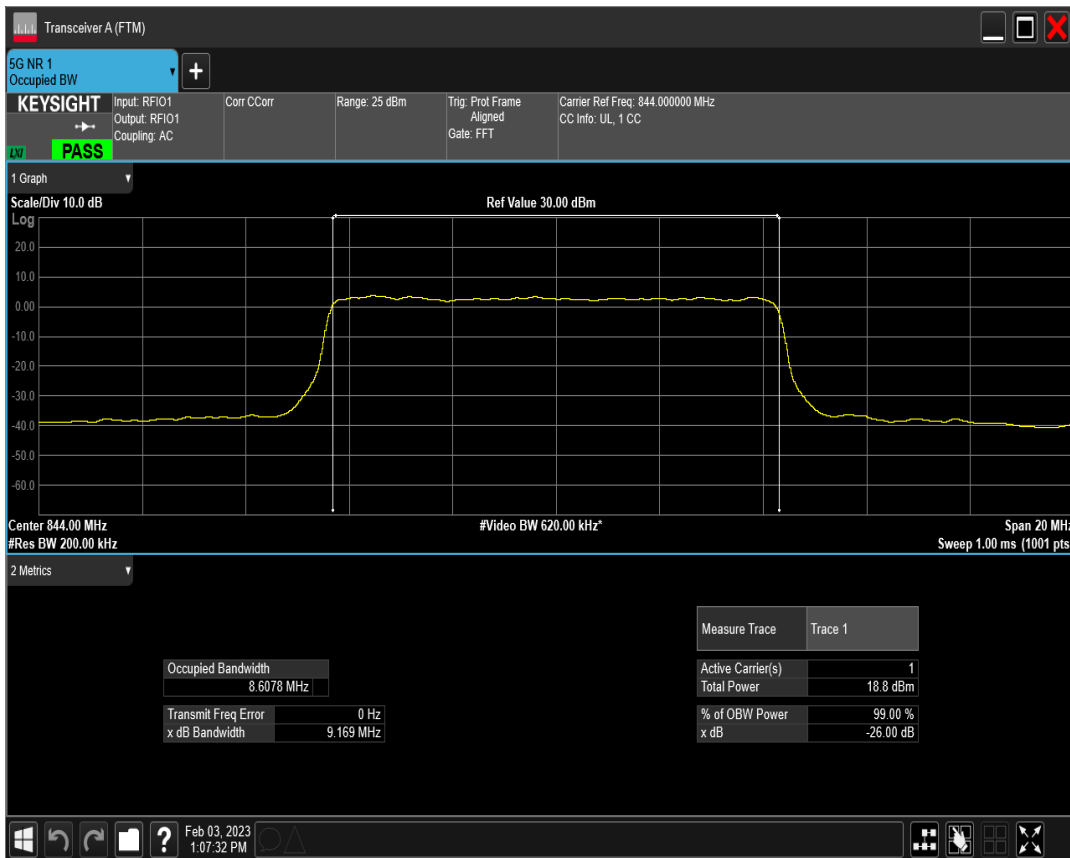 Transceiver A (FTM)
5G NR 1
Occupied BW
+
KEYSIGHT
LXI
PASS
Input: RFIO1
Output: RFIO1
Coupling: AC
Corr CCorr
Range: 25 dBm
Trig: Prot Frame
Aligned
Gate: FFT
Carrier Ref Freq: 844.000000 MHz
CC Info: UL, 1 CC
1 Graph
Scale/Div 10.0 dB
Ref Value 30.00 dBm
Log
20.0
10.0
0.00
-10.0
-20.0
-30.0
-40.0
-50.0
-60.0
Center 844.00 MHz
#Video BW 620.00 kHz*
Span 20 MHz
#Res BW 200.00 kHz
Sweep 1.00 ms (1001 pts
2 Metrics
Measure Trace Trace 1
Occupied Bandwidth
8.6078 MHz
Active Carrier(s) 1
Total Power 18.8 dBm
Transmit Freq Error 0 Hz
x dB Bandwidth 9.169 MHz
% of OBW Power 99.00 %
x dB -26.00 dB
?
Feb 03, 2023
1:07:32 PM